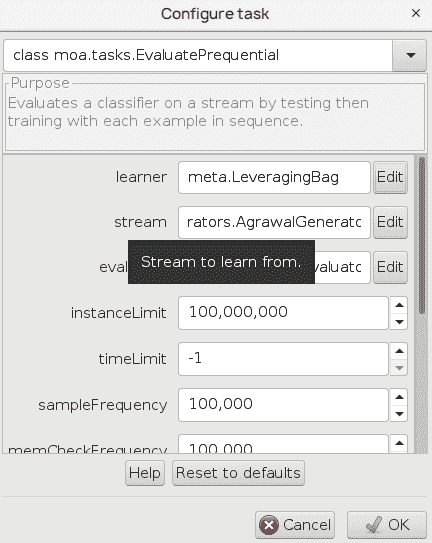 Configure task
×
class moa.tasks.EvaluatePrequential
Purpose
Evaluates a classifier on a stream by testing then
training with each example in sequence.
learner meta.LeveragingBag Edit
stream rators.AgrawalGeneratc Edit
Stream to learn from.
eval valuatc Edit
instanceLimit 100,000,000
timeLimit -1
sampleFrequency 100,000
memCheckFrequency 100,000
Help Reset to defaults
Cancel OK